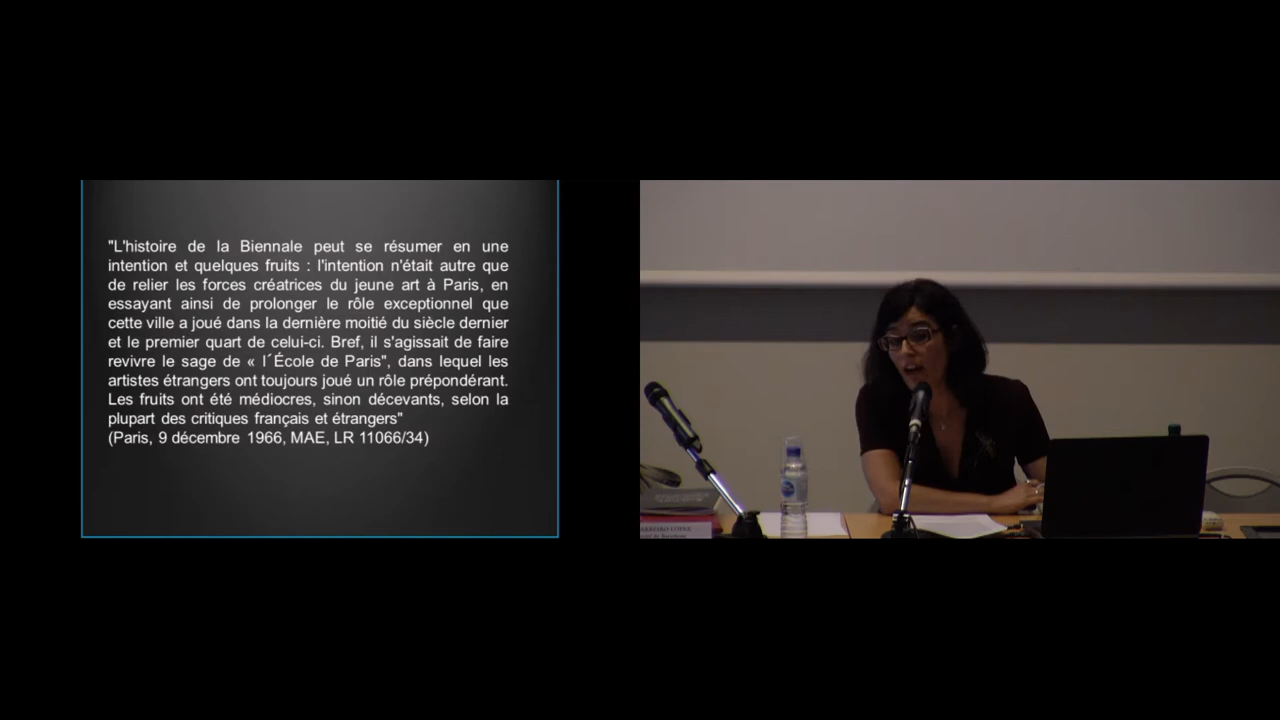 "L'histoire de la Biennale peut se résumer en une
intention et quelques fruits : l'intention n'était autre que
de relier les forces créatrices du jeune art à Paris, en
essayant ainsi de prolonger le rôle exceptionnel que
cette ville a joué dans la dernière moitié du siècle dernier
et le premier quart de celui-ci. Bref, il s'agissait de faire
revivre le sage de « l´École de Paris", dans lequel les
artistes étrangers ont toujours joué un rôle prépondérant.
Les fruits ont été médiocres, sinon décevants, selon la
plupart des critiques français et étrangers"
(Paris, 9 décembre 1966, MAE, LR 11066/34)